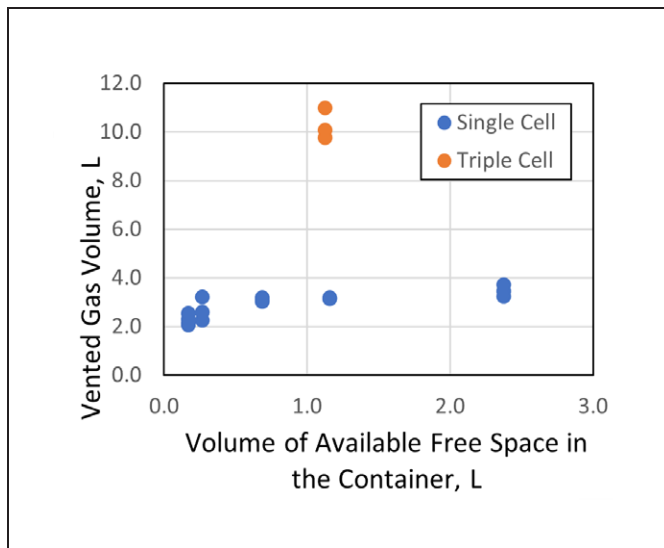 12.0
10.0
8.0
6.0
4.0
2.0
0.0
Vented Gas Volume, L
Single Cell
Triple Cell
0.0 1.0 2.0 3.0
Volume of Available Free Space in
the Container, L